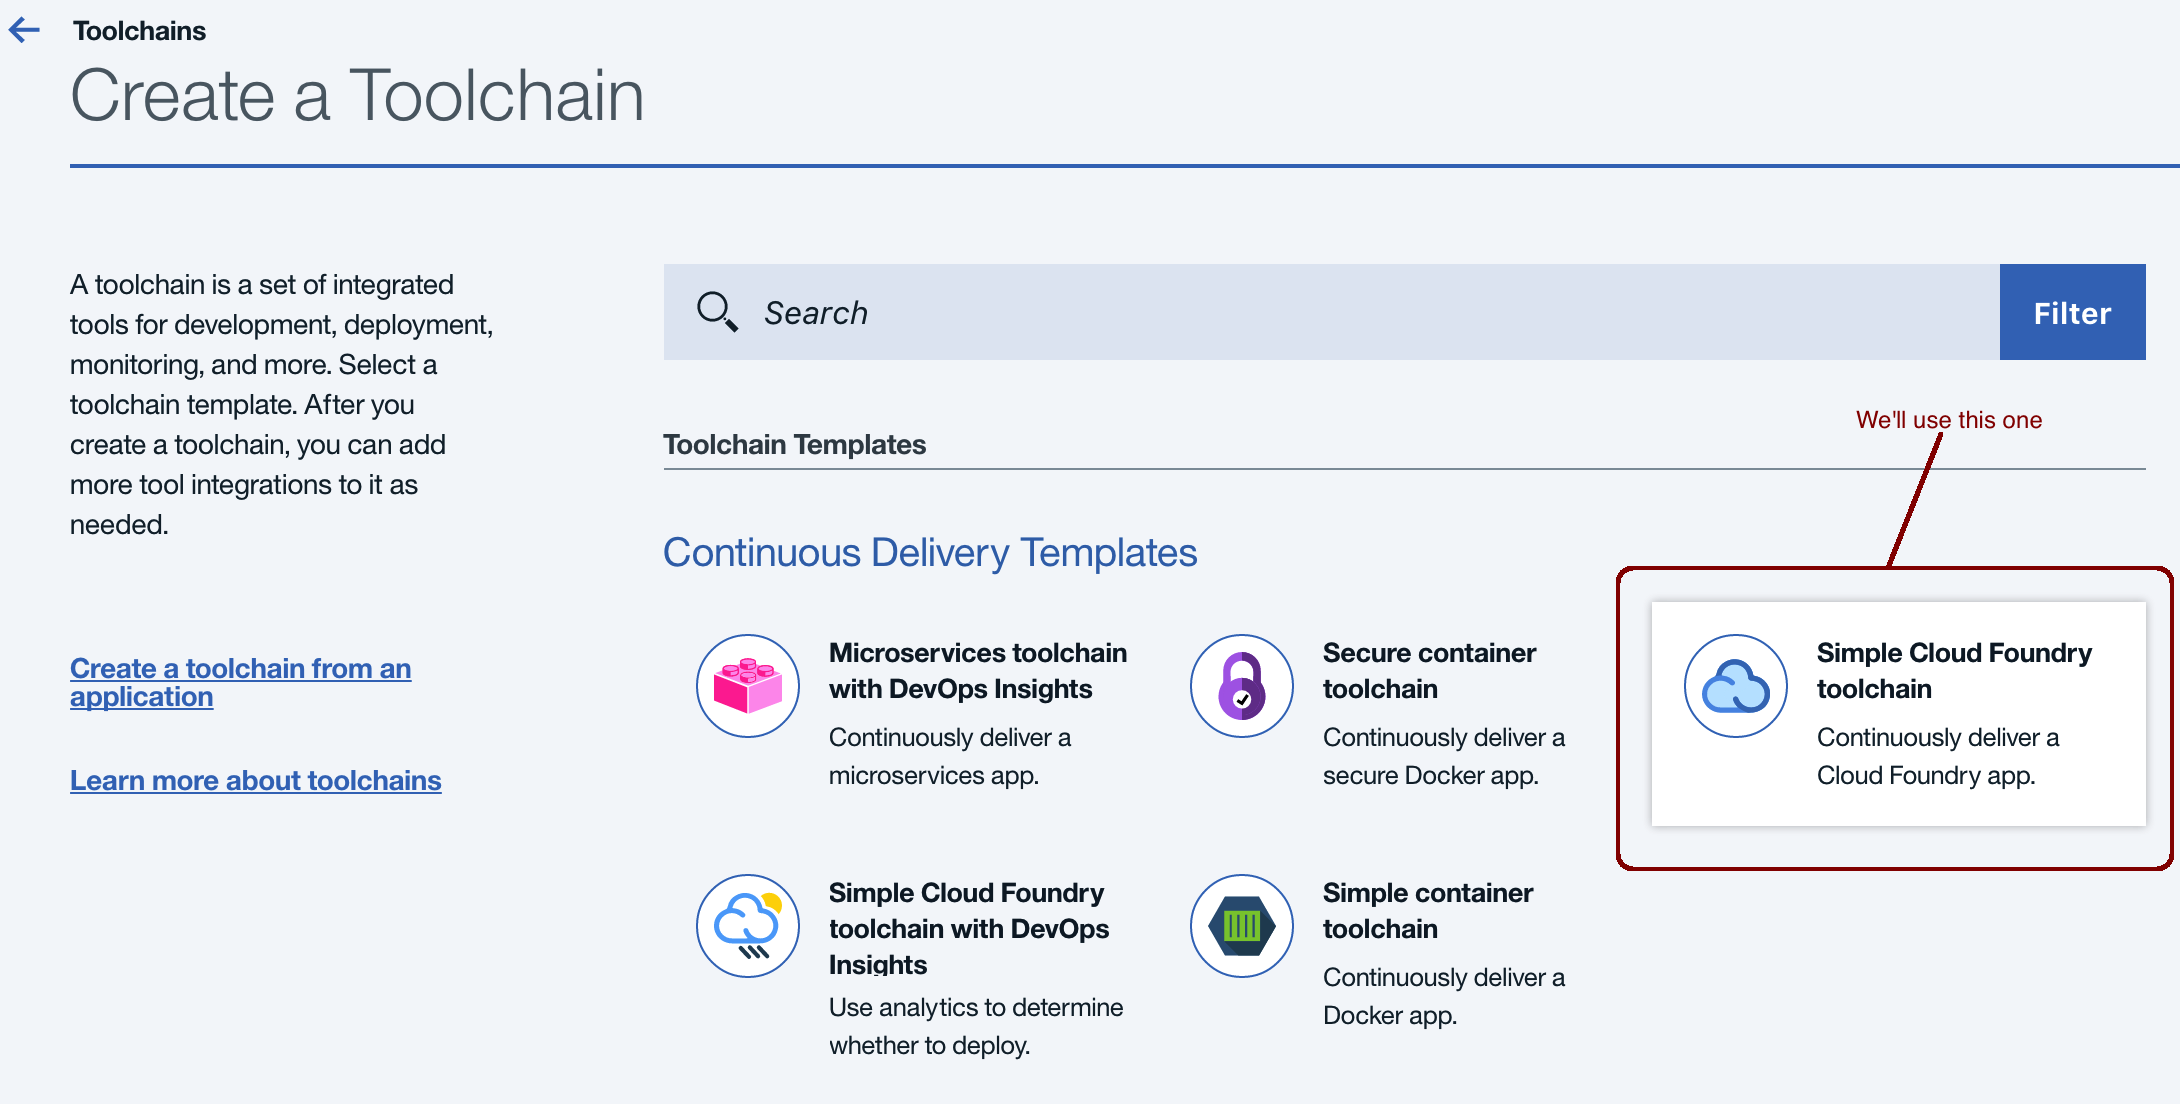 Toolchains
Create a Toolchain
A toolchain is a set of integrated
tools for development, deployment,
monitoring, and more. Select a
toolchain template. After you
create a toolchain, you can add
more tool integrations to it as
needed.
Create a toolchain from an
application
Learn more about toolchains
Search
Filter
We'll use this one
Toolchain Templates
Continuous Delivery Templates
Microservices toolchain
with DevOps Insights
Continuously deliver a
microservices app.
Secure container
toolchain
Continuously deliver a
secure Docker app.
Simple Cloud Foundry
toolchain
Continuously deliver a
Cloud Foundry app.
Simple Cloud Foundry
toolchain with DevOps
Insights
Use analytics to determine
whether to deploy.
Simple container
toolchain
Continuously deliver a
Docker app.